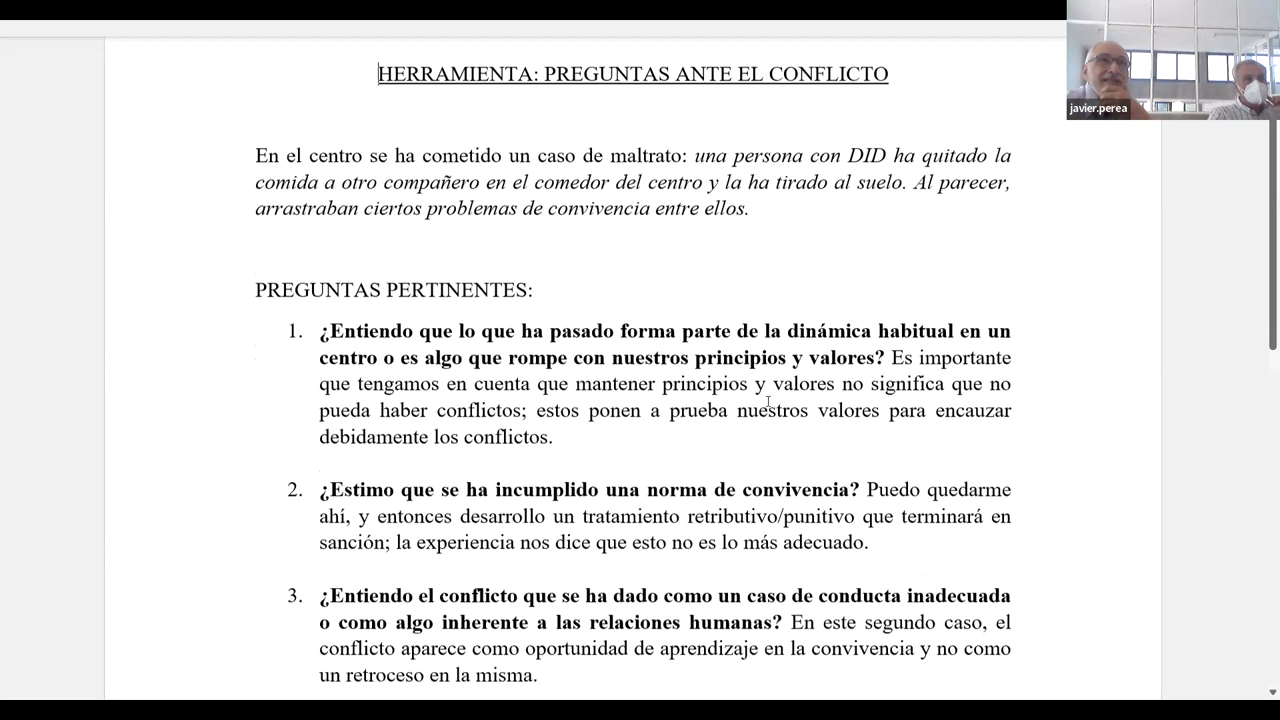 HERRAMIENTA: PREGUNTAS ANTE EL CONFLICTO
javier.perea
En el centro se ha cometido un caso de maltrato: una persona con DID ha quitado la
comida a otro compañero en el comedor del centro y la ha tirado al suelo. Al parecer,
arrastraban ciertos problemas de convivencia entre ellos.
PREGUNTAS PERTINENTES:
1. ¿Entiendo que lo que ha pasado forma parte de la dinámica habitual en un
centro o es algo que rompe con nuestros principios y valores? Es importante
que tengamos en cuenta que mantener principios y valores no significa que no
pueda haber conflictos; estos ponen a prueba nuestros valores para encauzar
debidamente los conflictos.
2. ¿Estimo que se ha incumplido una norma de convivencia? Puedo quedarme
ahí, y entonces desarrollo un tratamiento retributivo/punitivo que terminará en
sanción; la experiencia nos dice que esto no es lo más adecuado.
3. ¿Entiendo el conflicto que se ha dado como un caso de conducta inadecuada
o como algo inherente a las relaciones humanas? En este segundo caso, el
conflicto aparece como oportunidad de aprendizaje en la convivencia y no como
un retroceso en la misma.